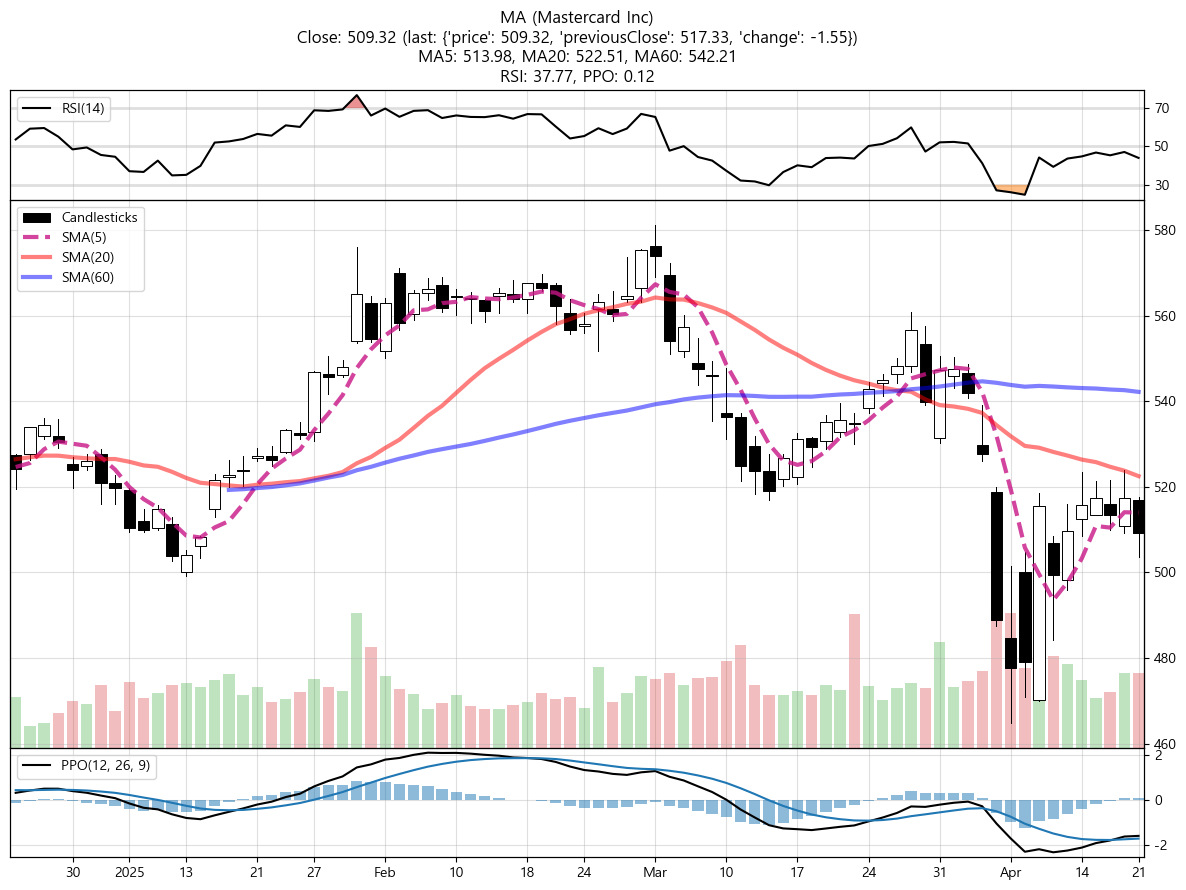 MA (Mastercard Inc)
Close: 509.32 (last: {'price': 509.32, 'previousClose': 517.33, 'change': -1.55})
MA5: 513.98, MA20: 522.51, MA60: 542.21
RSI: 37.77, PPO: 0.12
RSI(14)
70
50
30
Candlesticks
SMA(5)
SMA(20)
SMA(60)
580
560
540
520
500
480
460
PPO(12, 26, 9)
2
0
-2
30 2025 13 21 27 Feb 10 18 24 Mar 10 17 24 31 Apr 14 21